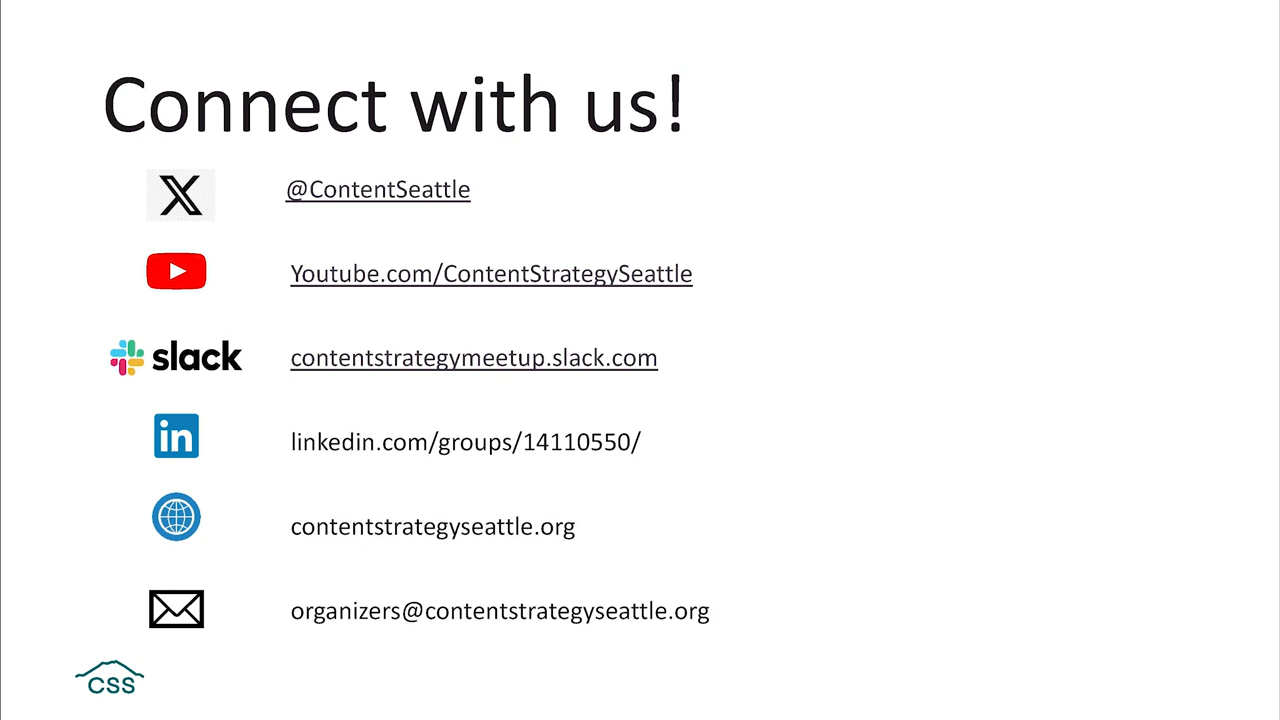 Connect with us!
@ContentSeattle
Youtube.com/ContentStrategySeattle
slack
contentstrategymeetup.slack.com
in
linkedin.com/groups/14110550/
contentstrategyseattle.org
organizers@contentstrategyseattle.org
CSS